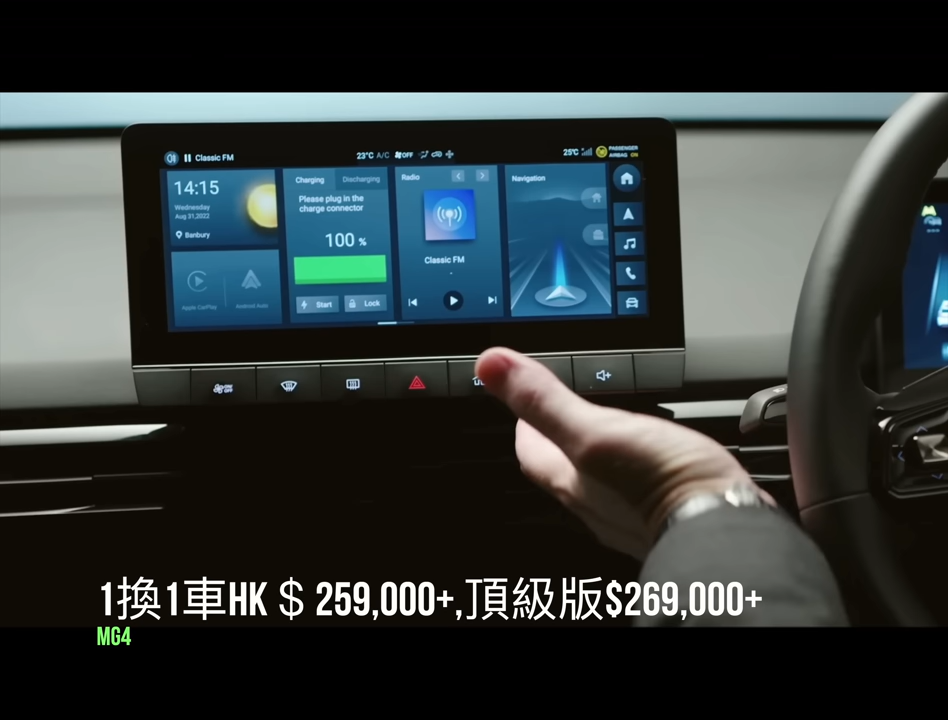 Classic FM
23°C A/C OFF
25°C PASSENGER AIRBAG ON
14:15
Wednesday
Aug 31,2022
Banbury
Apple CarPlay
Android Auto
Charging Discharging
Please plug in the
charge connector
100 %
Start Lock
Radio
Classic FM
Navigation
1換1車HK＄259,000+,頂級版$269,000+
MG4